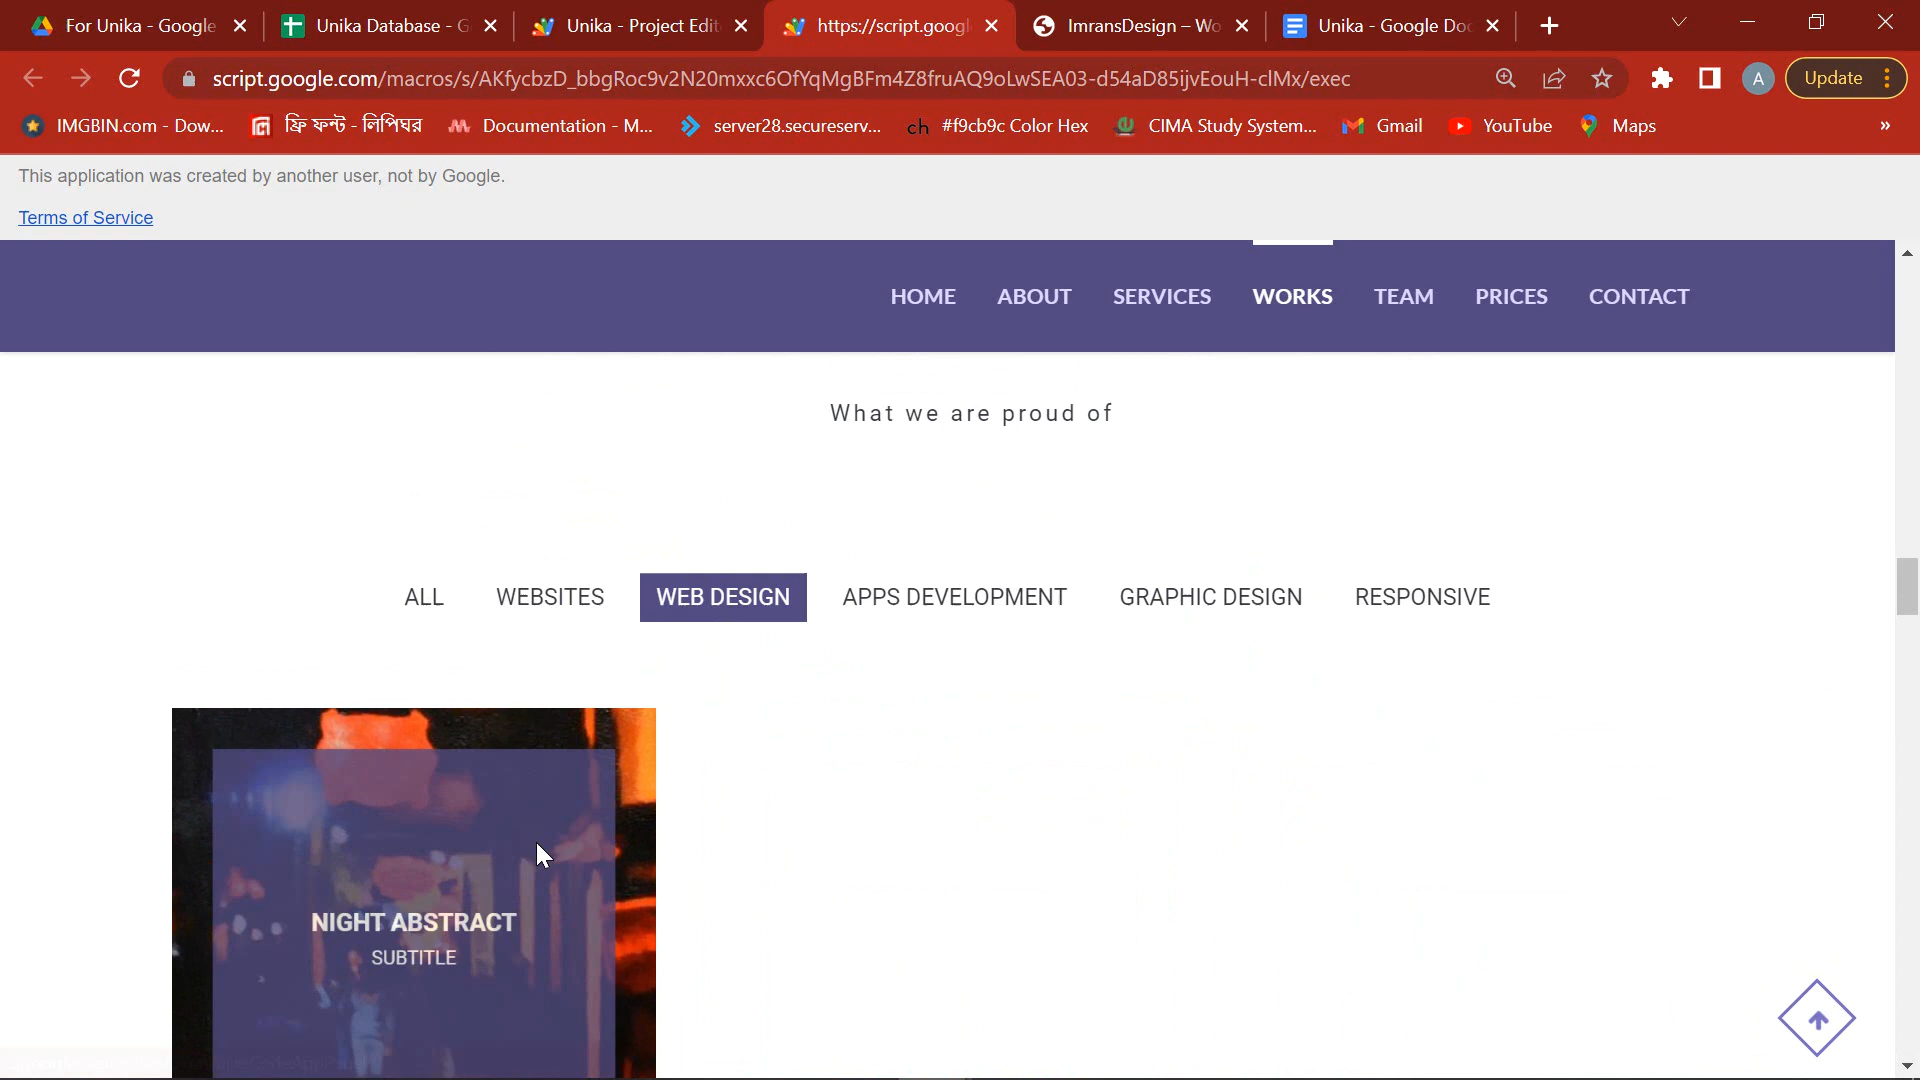 For Unika - Google
Unika Database - G
Unika - Project Edit
https://script.googl
ImransDesign – Wo
Unika - Google Doc
script.google.com/macros/s/AKfycbzD_bbgRoc9v2N20mxxc6OfYqMgBFm4Z8fruAQ9oLwSEA03-d54aD85ijvEouH-clMx/exec
A
Update
IMGBIN.com - Dow...
ফ্রি ফন্ট - লিপিঘর
Documentation - M...
server28.secureserv...
ch
#f9cb9c Color Hex
CIMA Study System...
Gmail
YouTube
Maps
»
This application was created by another user, not by Google.
Terms of Service
HOME ABOUT SERVICES WORKS TEAM PRICES CONTACT
What we are proud of
ALL WEBSITES WEB DESIGN APPS DEVELOPMENT GRAPHIC DESIGN RESPONSIVE
NIGHT ABSTRACT
SUBTITLE